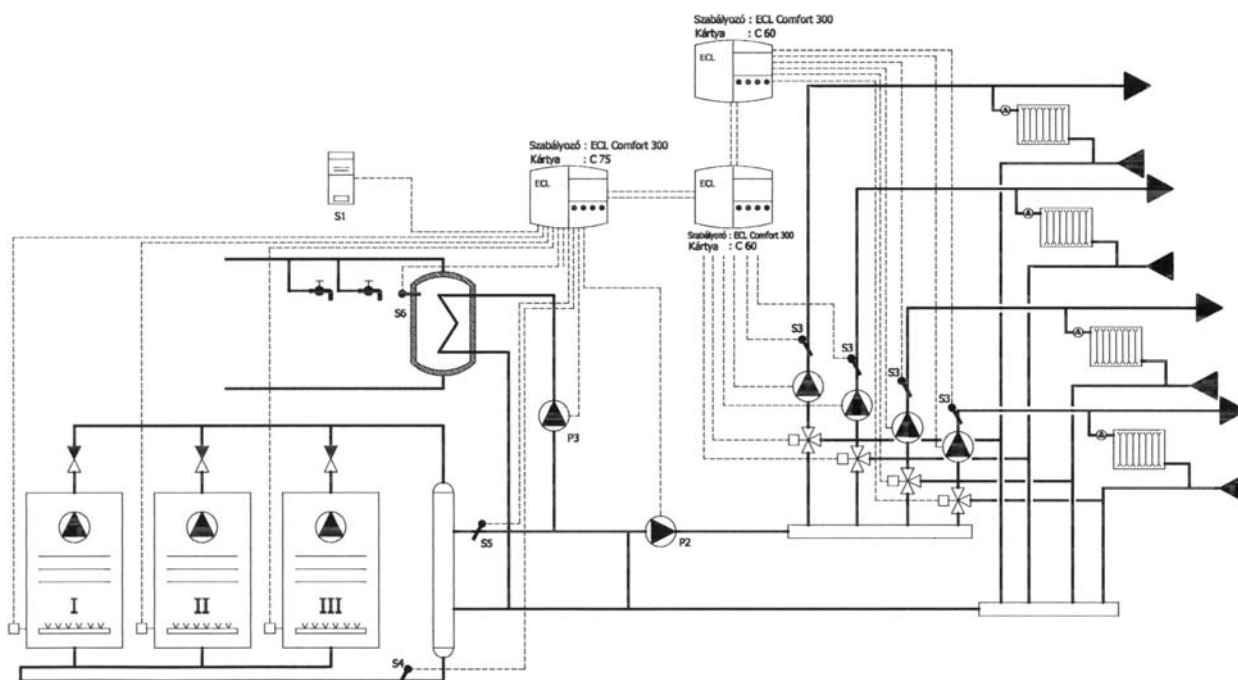 Szabályozó : ECL Comfort 300
Kártya : C 60
ECL
Szabályozó : ECL Comfort 300
Kártya : C 75
ECL
ECL
Szabályozó : ECL Comfort 300
Kártya : C 60
S1
S6
S3
S3
S3
S3
P3
S5
P2
I
II
III
S4